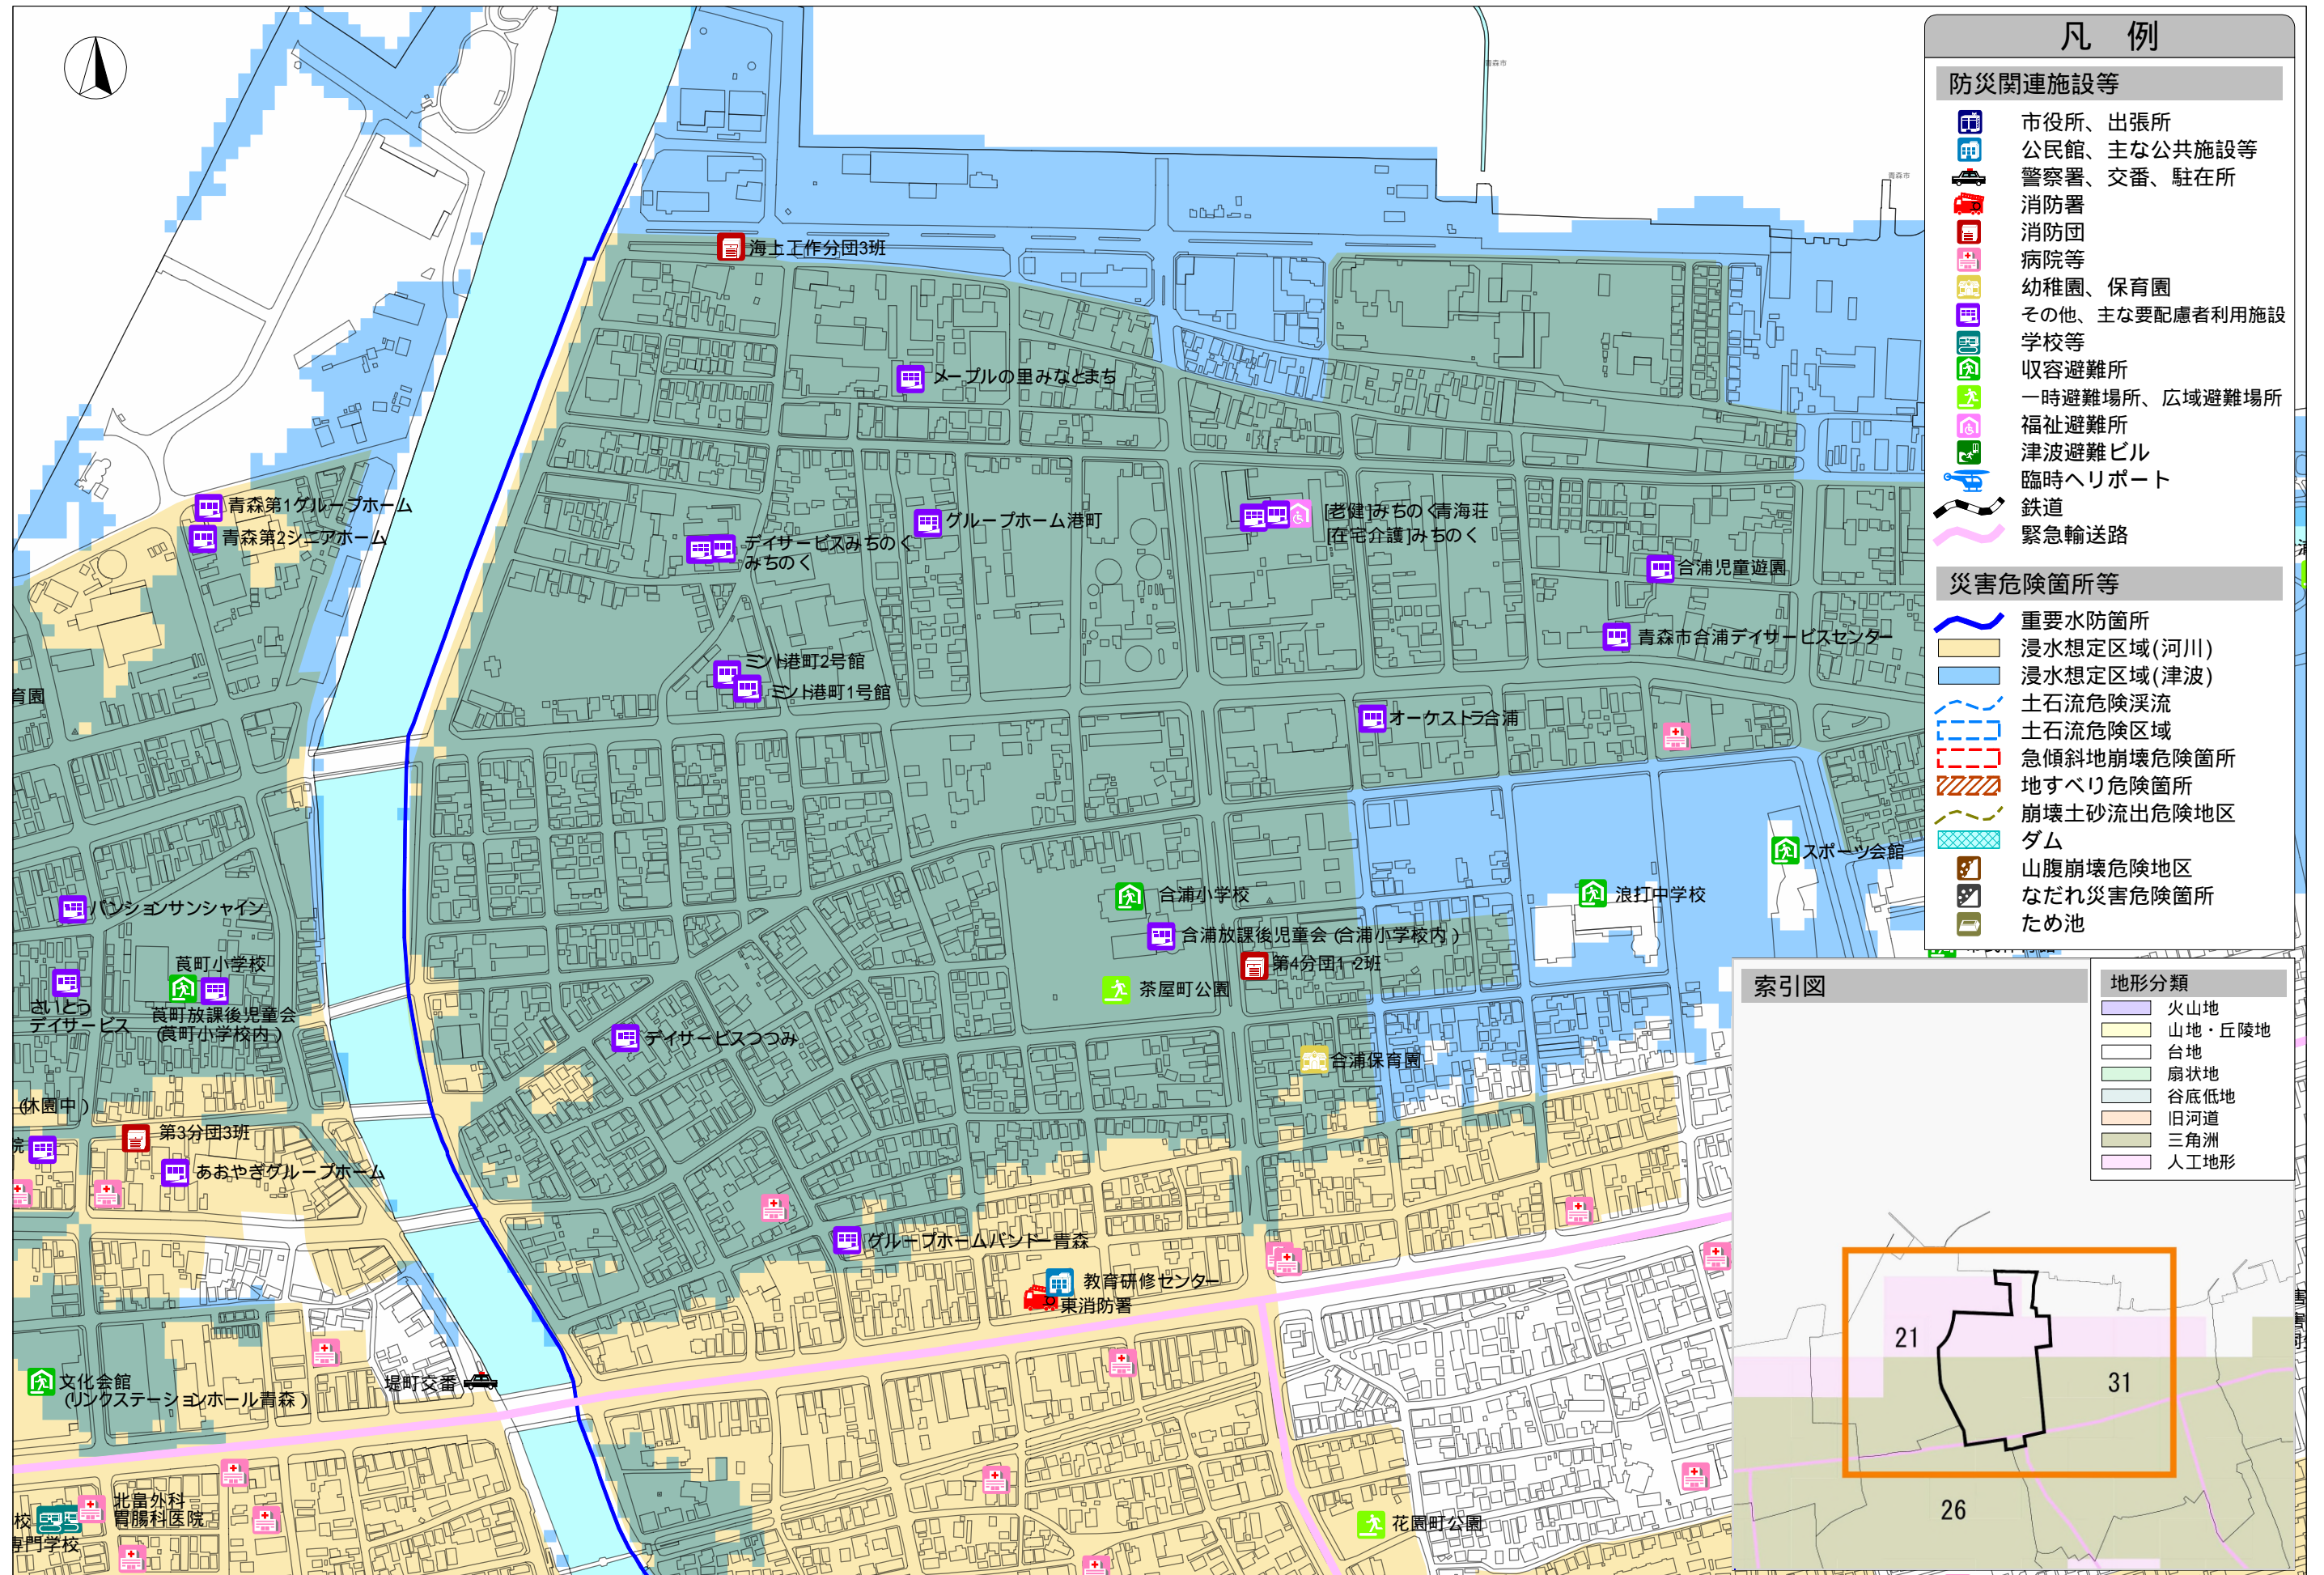 青森市
青森市
海上工作分団3班
メープルの里みなとまち
青森第1グループホーム
青森第2シニアホーム
グループホーム港町
デイサービスみちのく
みちのく
[老健]みちのく青海荘
[在宅介護]みちのく
合浦児童遊園
青森市合浦デイサービスセンター
ミント港町2号館
ミント港町1号館
育園
オーケストラ合浦
スポーツ会館
合浦小学校
浪打中学校
パンションサンシャイン
合浦放課後児童会(合浦小学校内)
第4分団1・2班
莨町小学校
茶屋町公園
さいとう
デイサービス
莨町放課後児童会
(莨町小学校内)
デイサービスつつみ
合浦保育園
(休園中)
第3分団3班
院
あおやぎグループホーム
グループホームバンドー青森
教育研修センター
東消防署
文化会館
(リンクステーションホール青森)
堤町交番
北畠外科
胃腸科医院
校
専門学校
花園町公園
凡 例
防災関連施設等
市役所、出張所
公民館、主な公共施設等
警察署、交番、駐在所
消防署
消防団
病院等
幼稚園、保育園
その他、主な要配慮者利用施設
学校等
収容避難所
一時避難場所、広域避難場所
福祉避難所
津波避難ビル
臨時ヘリポート
鉄道
緊急輸送路
災害危険箇所等
重要水防箇所
浸水想定区域(河川)
浸水想定区域(津波)
土石流危険渓流
土石流危険区域
急傾斜地崩壊危険箇所
地すべり危険箇所
崩壊土砂流出危険地区
ダム
山腹崩壊危険地区
なだれ災害危険箇所
ため池
索引図
地形分類
火山地
山地・丘陵地
台地
扇状地
谷底低地
旧河道
三角洲
人工地形
21
31
26